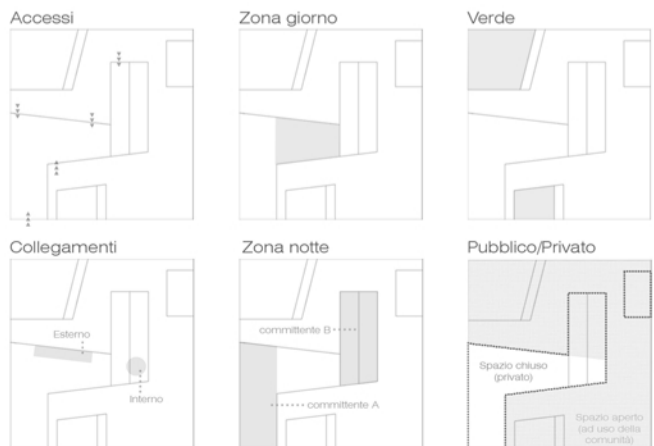 Accessi
Zona giorno
Verde
Collegamenti
Esterno
Interno
Zona notte
committente B
committente A
Pubblico/Privato
Spazio chiuso
(privato)
Spazio aperto
(ad uso della
comunità)